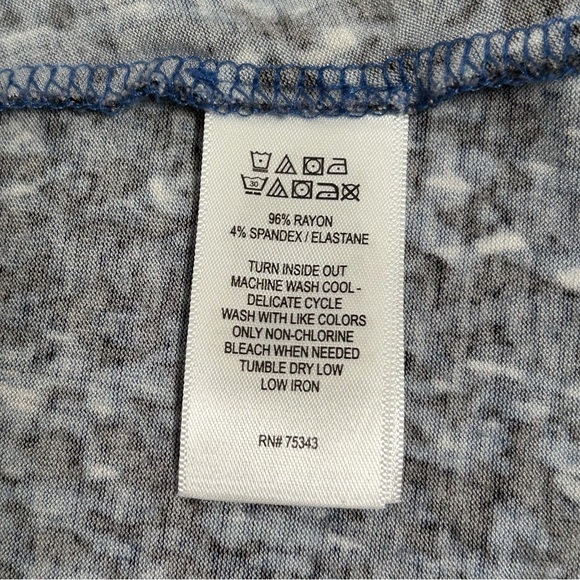 30
96% RAYON
4% SPANDEX / ELASTANE
TURN INSIDE OUT
MACHINE WASH COOL -
DELICATE CYCLE
WASH WITH LIKE COLORS
ONLY NON-CHLORINE
BLEACH WHEN NEEDED
TUMBLE DRY LOW
LOW IRON
RN# 75343